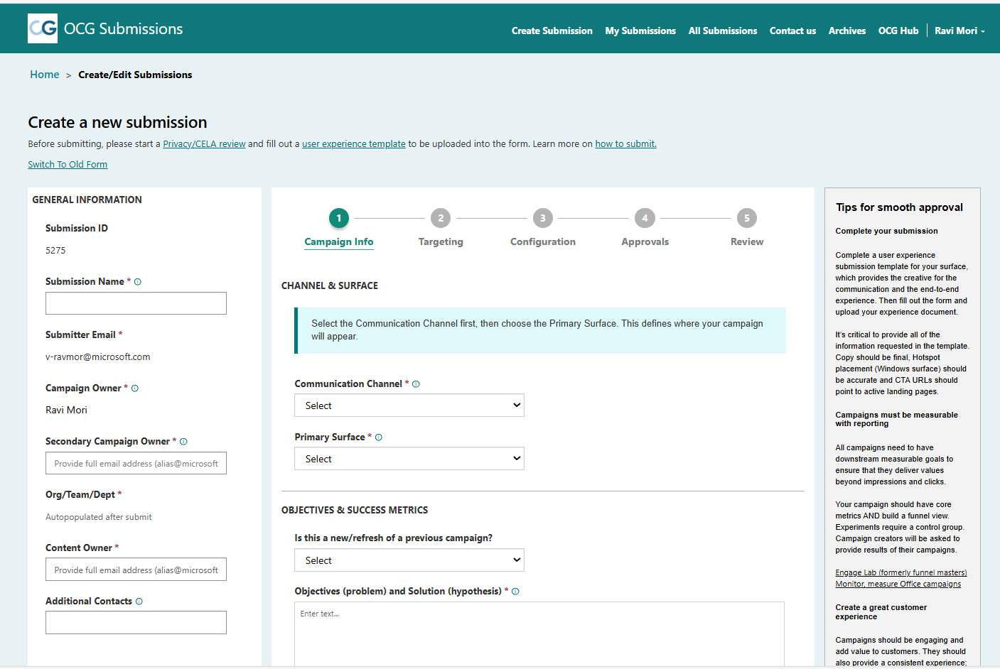 CG OCG Submissions
Create Submission My Submissions All Submissions Contact us Archives OCG Hub Ravi Mori
Home > Create/Edit Submissions
Create a new submission
Before submitting, please start a Privacy/CELA review and fill out a user experience template to be uploaded into the form. Learn more on how to submit.
Switch To Old Form
GENERAL INFORMATION
Submission ID
5275
Submission Name *
Submitter Email *
v-ravmor@microsoft.com
Campaign Owner *
Ravi Mori
Secondary Campaign Owner *
Provide full email address (alias@microsoft
Org/Team/Dept *
Autopopulated after submit
Content Owner *
Provide full email address (alias@microsoft
Additional Contacts
1 2 3 4 5
Campaign Info Targeting Configuration Approvals Review
CHANNEL & SURFACE
Select the Communication Channel first, then choose the Primary Surface. This defines where your campaign
will appear.
Communication Channel *
Select
Primary Surface *
Select
OBJECTIVES & SUCCESS METRICS
Is this a new/refresh of a previous campaign?
Select
Objectives (problem) and Solution (hypothesis) *
Enter text...
Tips for smooth approval
Complete your submission
Complete a user experience
submission template for your surface,
which provides the creative for the
communication and the end-to-end
experience. Then fill out the form and
upload your experience document.
It's critical to provide all of the
information requested in the template.
Copy should be final, Hotspot
placement (Windows surface) should
be accurate and CTA URLs should
point to active landing pages.
Campaigns must be measurable
with reporting
All campaigns need to have
downstream measurable goals to
ensure that they deliver values
beyond impressions and clicks.
Your campaign should have core
metrics AND build a funnel view.
Experiments require a control group.
Campaign creators will be asked to
provide results of their campaigns.
Engage Lab (formerly funnel masters)
Monitor, measure Office campaigns
Create a great customer
experience
Campaigns should be engaging and
add value to customers. They should
also provide a consistent experience;